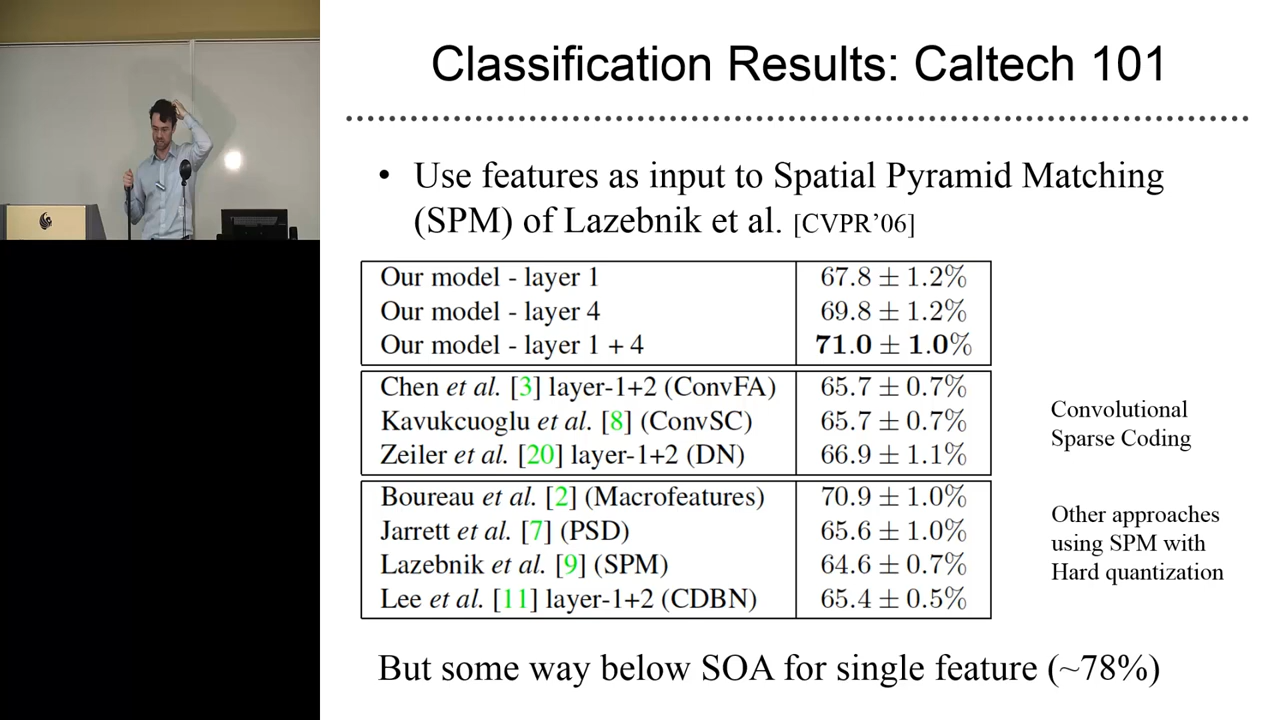 Classification Results: Caltech 101
• Use features as input to Spatial Pyramid Matching
(SPM) of Lazebnik et al. [CVPR’06]
Our model - layer 1 67.8 ± 1.2%
Our model - layer 4 69.8 ± 1.2%
Our model - layer 1 + 4 71.0 ± 1.0%
Chen et al. [3] layer-1+2 (ConvFA) 65.7 ± 0.7%
Kavukcuoglu et al. [8] (ConvSC) 65.7 ± 0.7%
Zeiler et al. [20] layer-1+2 (DN) 66.9 ± 1.1%
Convolutional
Sparse Coding
Boureau et al. [2] (Macrofeatures) 70.9 ± 1.0%
Jarrett et al. [7] (PSD) 65.6 ± 1.0%
Lazebnik et al. [9] (SPM) 64.6 ± 0.7%
Lee et al. [11] layer-1+2 (CDBN) 65.4 ± 0.5%
Other approaches
using SPM with
Hard quantization
But some way below SOA for single feature (~78%)